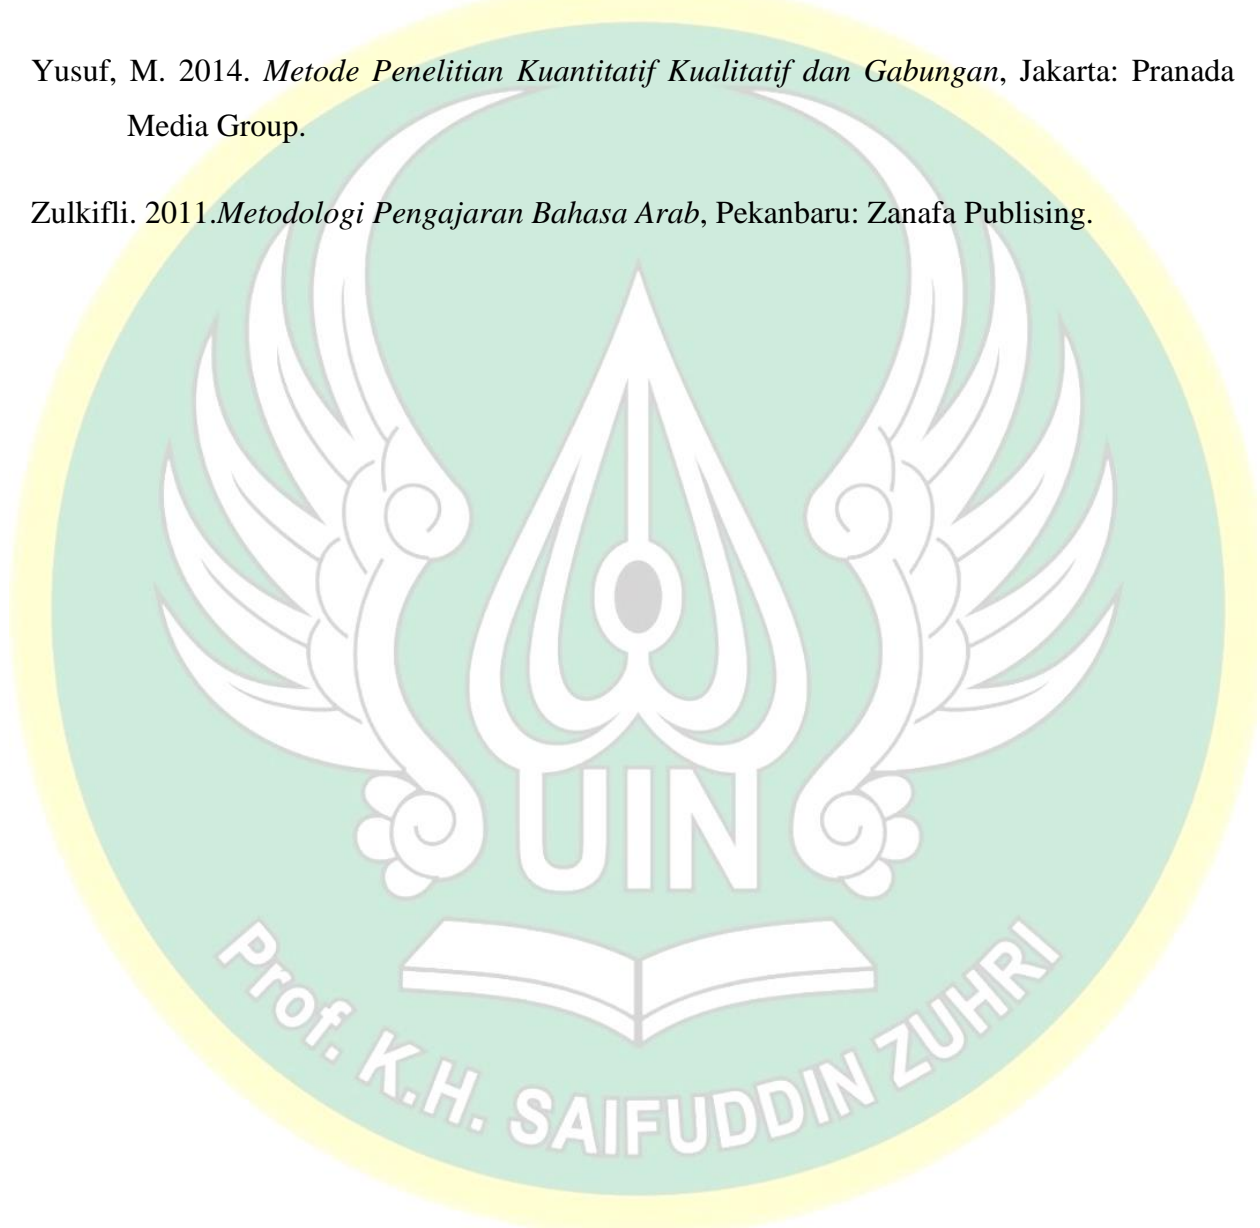 Yusuf, M. 2014. Metode Penelitian Kuantitatif Kualitatif dan Gabungan, Jakarta: Pranada
Media Group.
Zulkifli. 2011.Metodologi Pengajaran Bahasa Arab, Pekanbaru: Zanafa Publising.
UIN
Prof. K.H. SAIFUDDIN ZUHRI